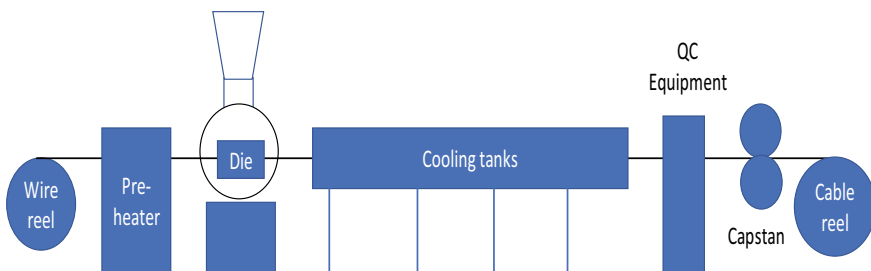 Wire
reel
Pre-
heater
Die
Cooling tanks
QC
Equipment
Capstan
Cable
reel